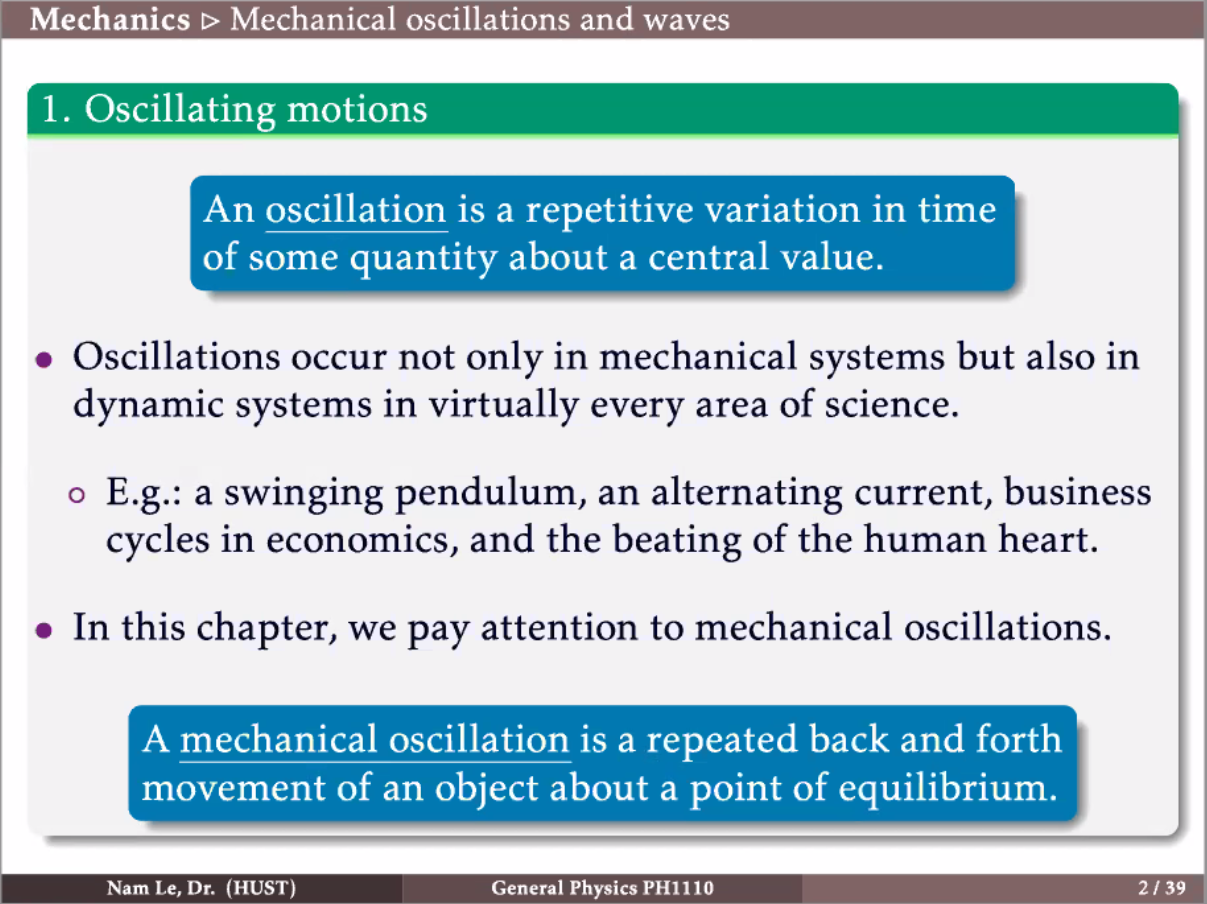 Mechanics ▷ Mechanical oscillations and waves
1. Oscillating motions
An oscillation is a repetitive variation in time
of some quantity about a central value.
• Oscillations occur not only in mechanical systems but also in
dynamic systems in virtually every area of science.
◦ E.g.: a swinging pendulum, an alternating current, business
cycles in economics, and the beating of the human heart.
• In this chapter, we pay attention to mechanical oscillations.
A mechanical oscillation is a repeated back and forth
movement of an object about a point of equilibrium.
Nam Le, Dr. (HUST) General Physics PH1110 2 / 39